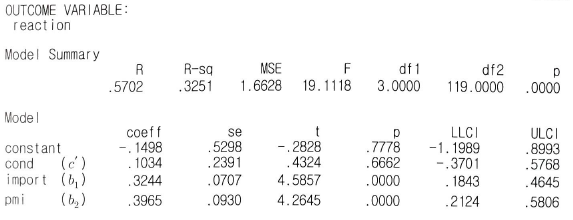 OUTCOME VARIABLE:
reaction
Model Summary
R R-sq MSE F df1 df2 p
.5702 .3251 1.6628 19.1118 3.0000 119.0000 .0000
Model
coeff se t p LLCI ULCI
constant -.1498 .5298 -.2828 .7778 -1.1989 .8993
cond (c′) .1034 .2391 .4324 .6662 -.3701 .5768
import (b₁) .3244 .0707 4.5857 .0000 .1843 .4645
pmi (b₂) .3965 .0930 4.2645 .0000 .2124 .5806